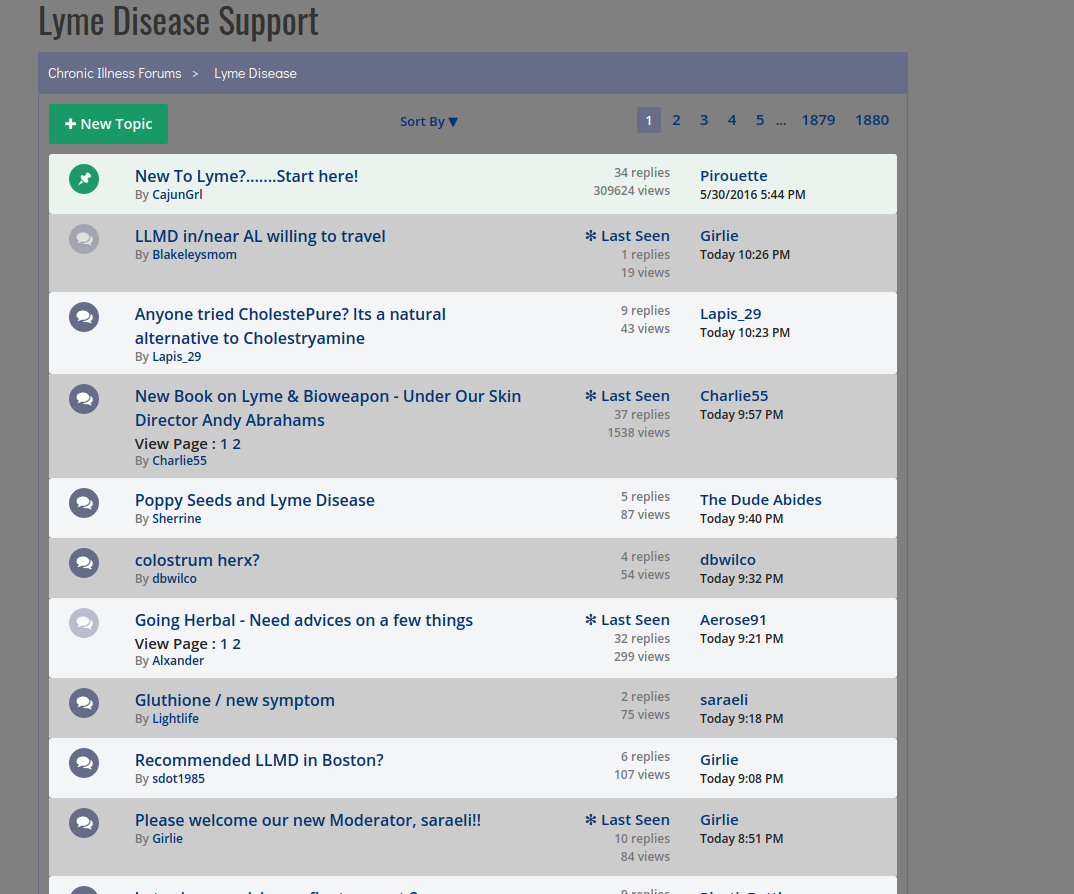 Lyme Disease Support
Chronic Illness Forums > Lyme Disease
+ New Topic
Sort By ▼
1 2 3 4 5 ... 1879 1880
New To Lyme?.......Start here!
By CajunGrl
34 replies
309624 views
Pirouette
5/30/2016 5:44 PM
LLMD in/near AL willing to travel
By Blakeleysmom
✻ Last Seen
1 replies
19 views
Girlie
Today 10:26 PM
Anyone tried CholestePure? Its a natural
alternative to Cholestryamine
By Lapis_29
9 replies
43 views
Lapis_29
Today 10:23 PM
New Book on Lyme & Bioweapon - Under Our Skin
Director Andy Abrahams
View Page : 1 2
By Charlie55
✻ Last Seen
37 replies
1538 views
Charlie55
Today 9:57 PM
Poppy Seeds and Lyme Disease
By Sherrine
5 replies
87 views
The Dude Abides
Today 9:40 PM
colostrum herx?
By dbwilco
4 replies
54 views
dbwilco
Today 9:32 PM
Going Herbal - Need advices on a few things
View Page : 1 2
By Alxander
✻ Last Seen
32 replies
299 views
Aerose91
Today 9:21 PM
Gluthione / new symptom
By Lightlife
2 replies
75 views
saraeli
Today 9:18 PM
Recommended LLMD in Boston?
By sdot1985
6 replies
107 views
Girlie
Today 9:08 PM
Please welcome our new Moderator, saraeli!!
By Girlie
✻ Last Seen
10 replies
84 views
Girlie
Today 8:51 PM